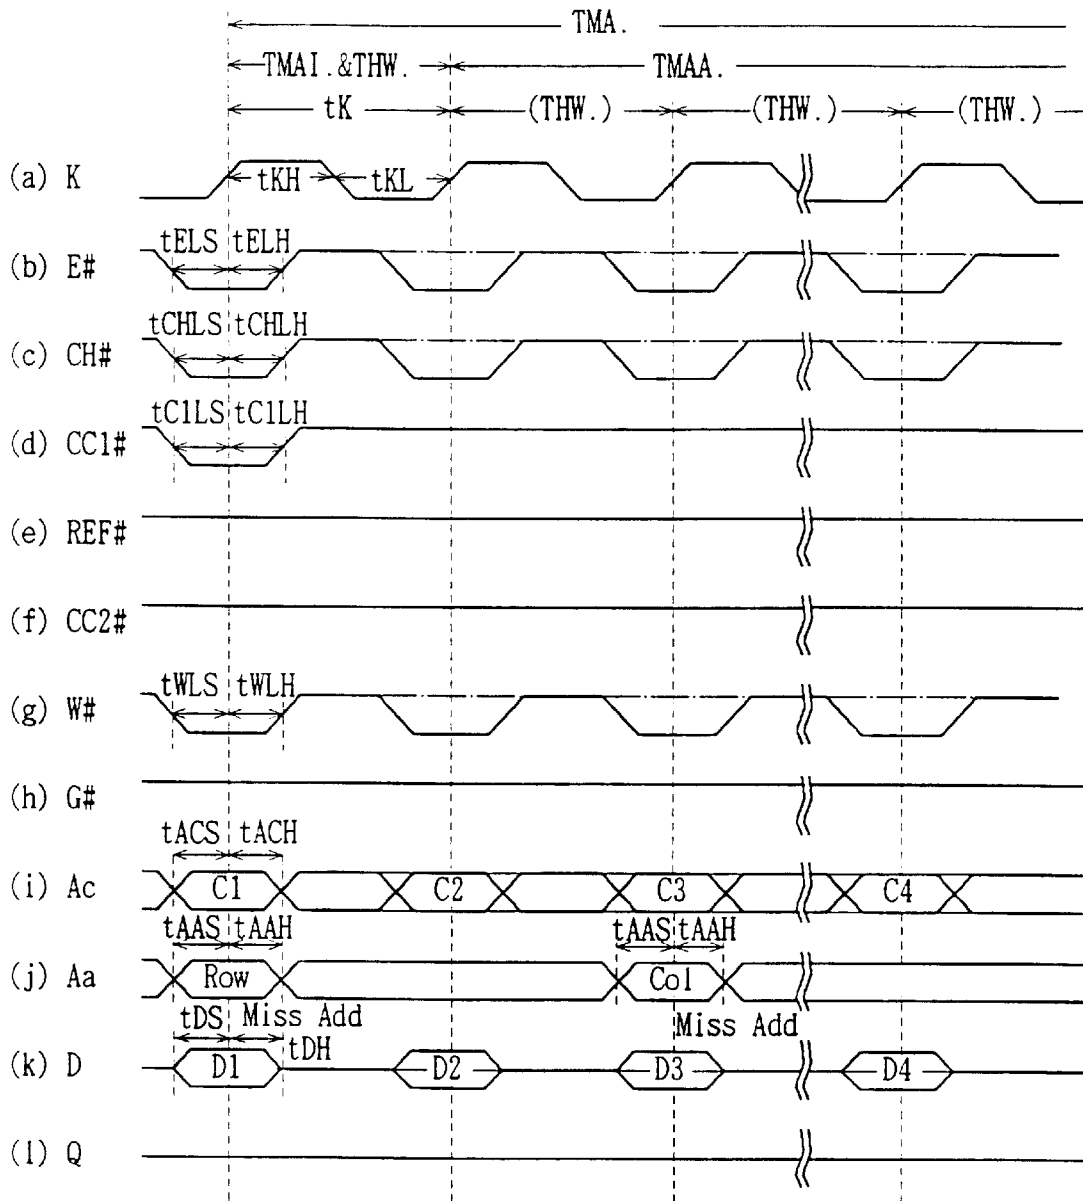 TMA.
TMAI.&THW. TMAA.
tK (THW.) (THW.) (THW.)
(a) K tKH tKL
tELS tELH
(b) E#
tCHLS tCHLH
(c) CH#
tC1LS tC1LH
(d) CC1#
(e) REF#
(f) CC2#
tWLS tWLH
(g) W#
(h) G#
tACS tACH
(i) Ac C1 C2 C3 C4
tAAS tAAH tAAS tAAH
(j) Aa Row Col
tDS Miss Add Miss Add
tDH
(k) D D1 D2 D3 D4
(l) Q